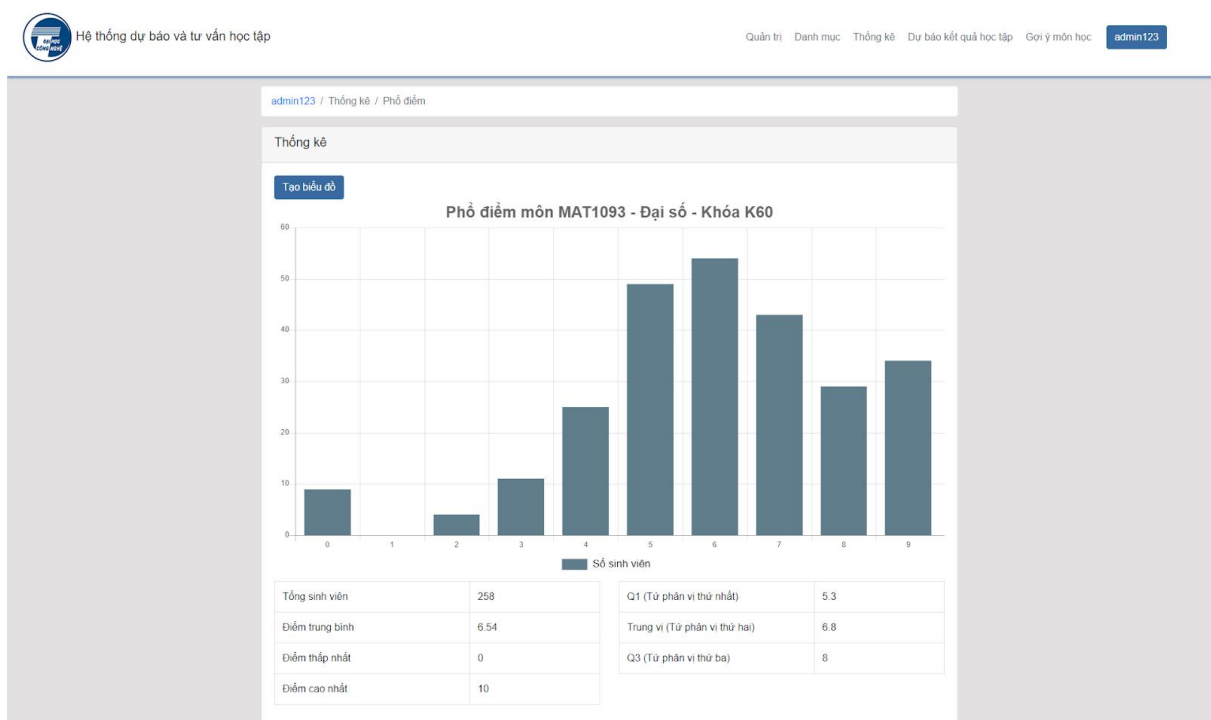 ĐẠI HỌC
CÔNG NGHỆ
Hệ thống dự báo và tư vấn học tập
Quản trị Danh mục Thống kê Dự báo kết quả học tập Gợi ý môn học admin123
admin123 / Thống kê / Phổ điểm
Thống kê
Tạo biểu đồ
Phổ điểm môn MAT1093 - Đại số - Khóa K60
60
50
40
30
20
10
0
0 1 2 3 4 5 6 7 8 9
Số sinh viên
Tổng sinh viên 258 Q1 (Tứ phân vị thứ nhất) 5.3
Điểm trung bình 6.54 Trung vị (Tứ phân vị thứ hai) 6.8
Điểm thấp nhất 0 Q3 (Tứ phân vị thứ ba) 8
Điểm cao nhất 10